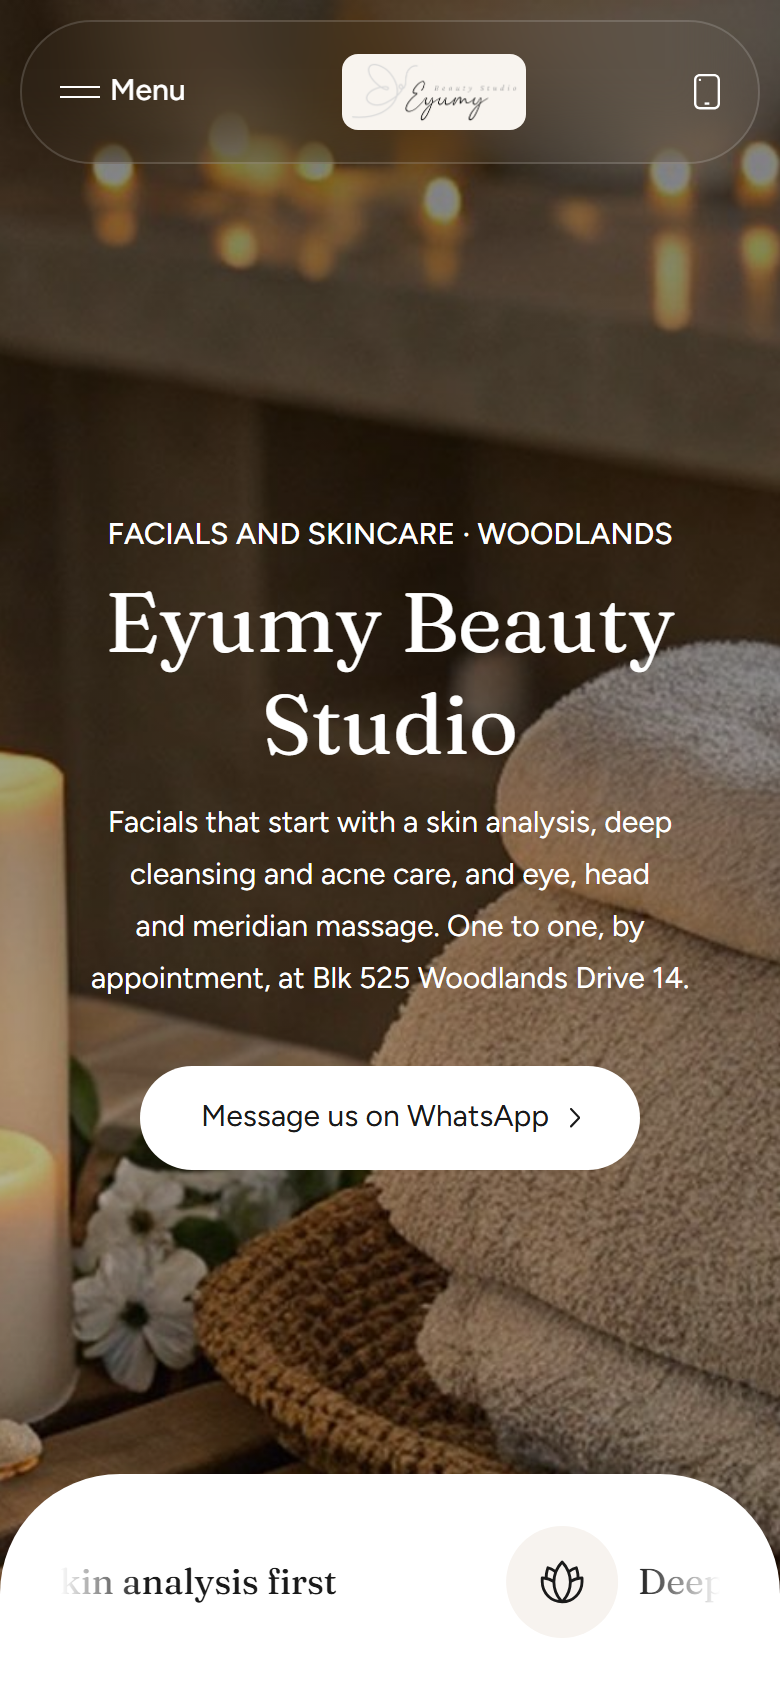 Menu
Beauty Studio
Eyumy
FACIALS AND SKINCARE · WOODLANDS
Eyumy Beauty
Studio
Facials that start with a skin analysis, deep
cleansing and acne care, and eye, head
and meridian massage. One to one, by
appointment, at Blk 525 Woodlands Drive 14.
Message us on WhatsApp
kin analysis first
Deep